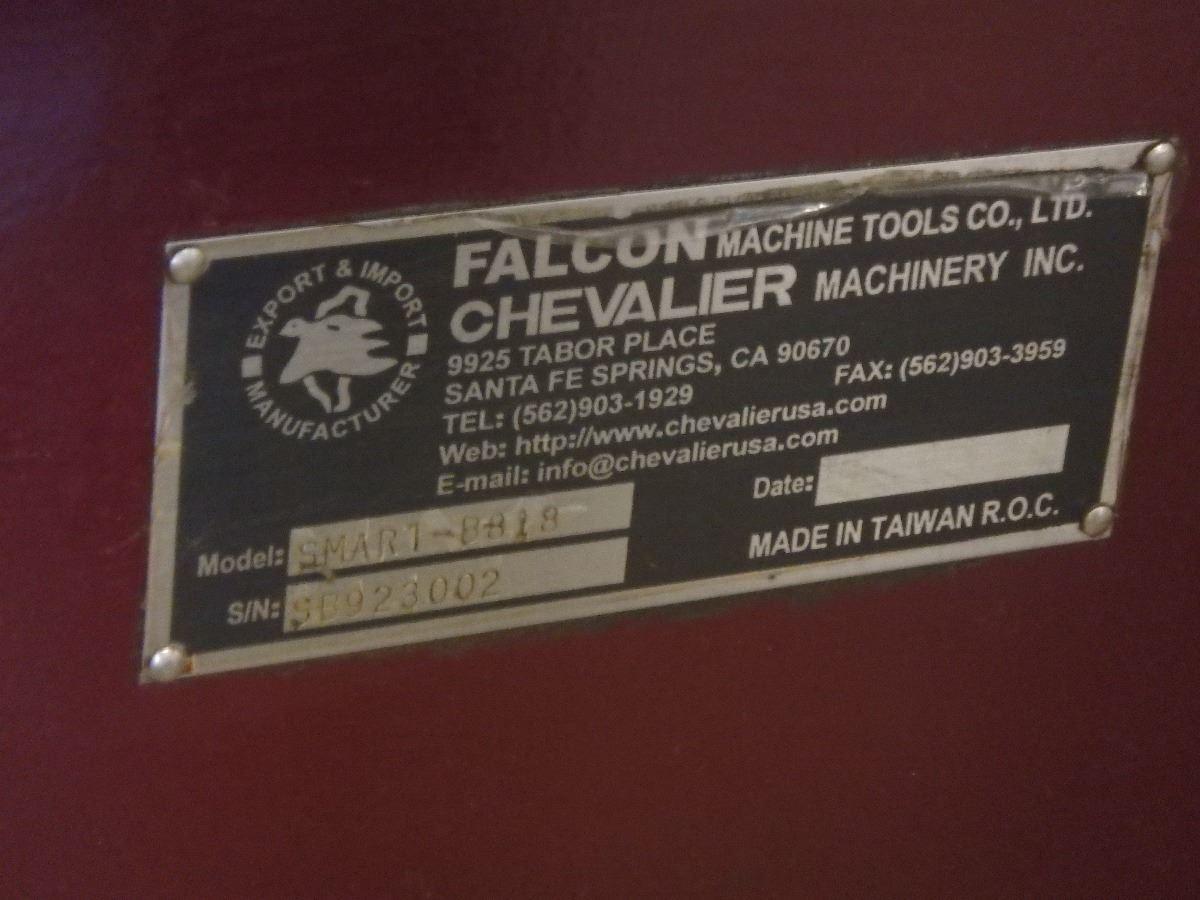 EXPORT & IMPORT
MANUFACTURER
FALCON MACHINE TOOLS CO., LTD.
CHEVALIER MACHINERY INC.
9925 TABOR PLACE
SANTA FE SPRINGS, CA 90670
TEL: (562)903-1929 FAX: (562)903-3959
Web: http://www.chevalierusa.com
E-mail: info@chevalierusa.com
Date:
Model: SMART-B818
S/N: SB923002
MADE IN TAIWAN R.O.C.